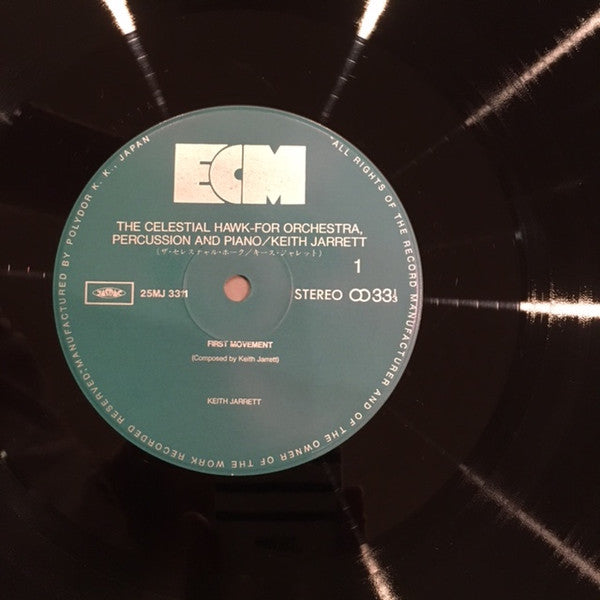 ECM
THE CELESTIAL HAWK-FOR ORCHESTRA,
PERCUSSION AND PIANO/KEITH JARRETT
(ザ・セレスチャル・ホーク/キース・ジャレット)
1
JASRAC
25MJ 3311
STEREO
33⅓
FIRST MOVEMENT
(Composed by Keith Jarrett)
KEITH JARRETT
MANUFACTURED BY POLYDOR K. K., JAPAN
ALL RIGHTS OF THE RECORD MANUFACTURER AND OF THE OWNER OF THE WORK RECORDED RESERVED.